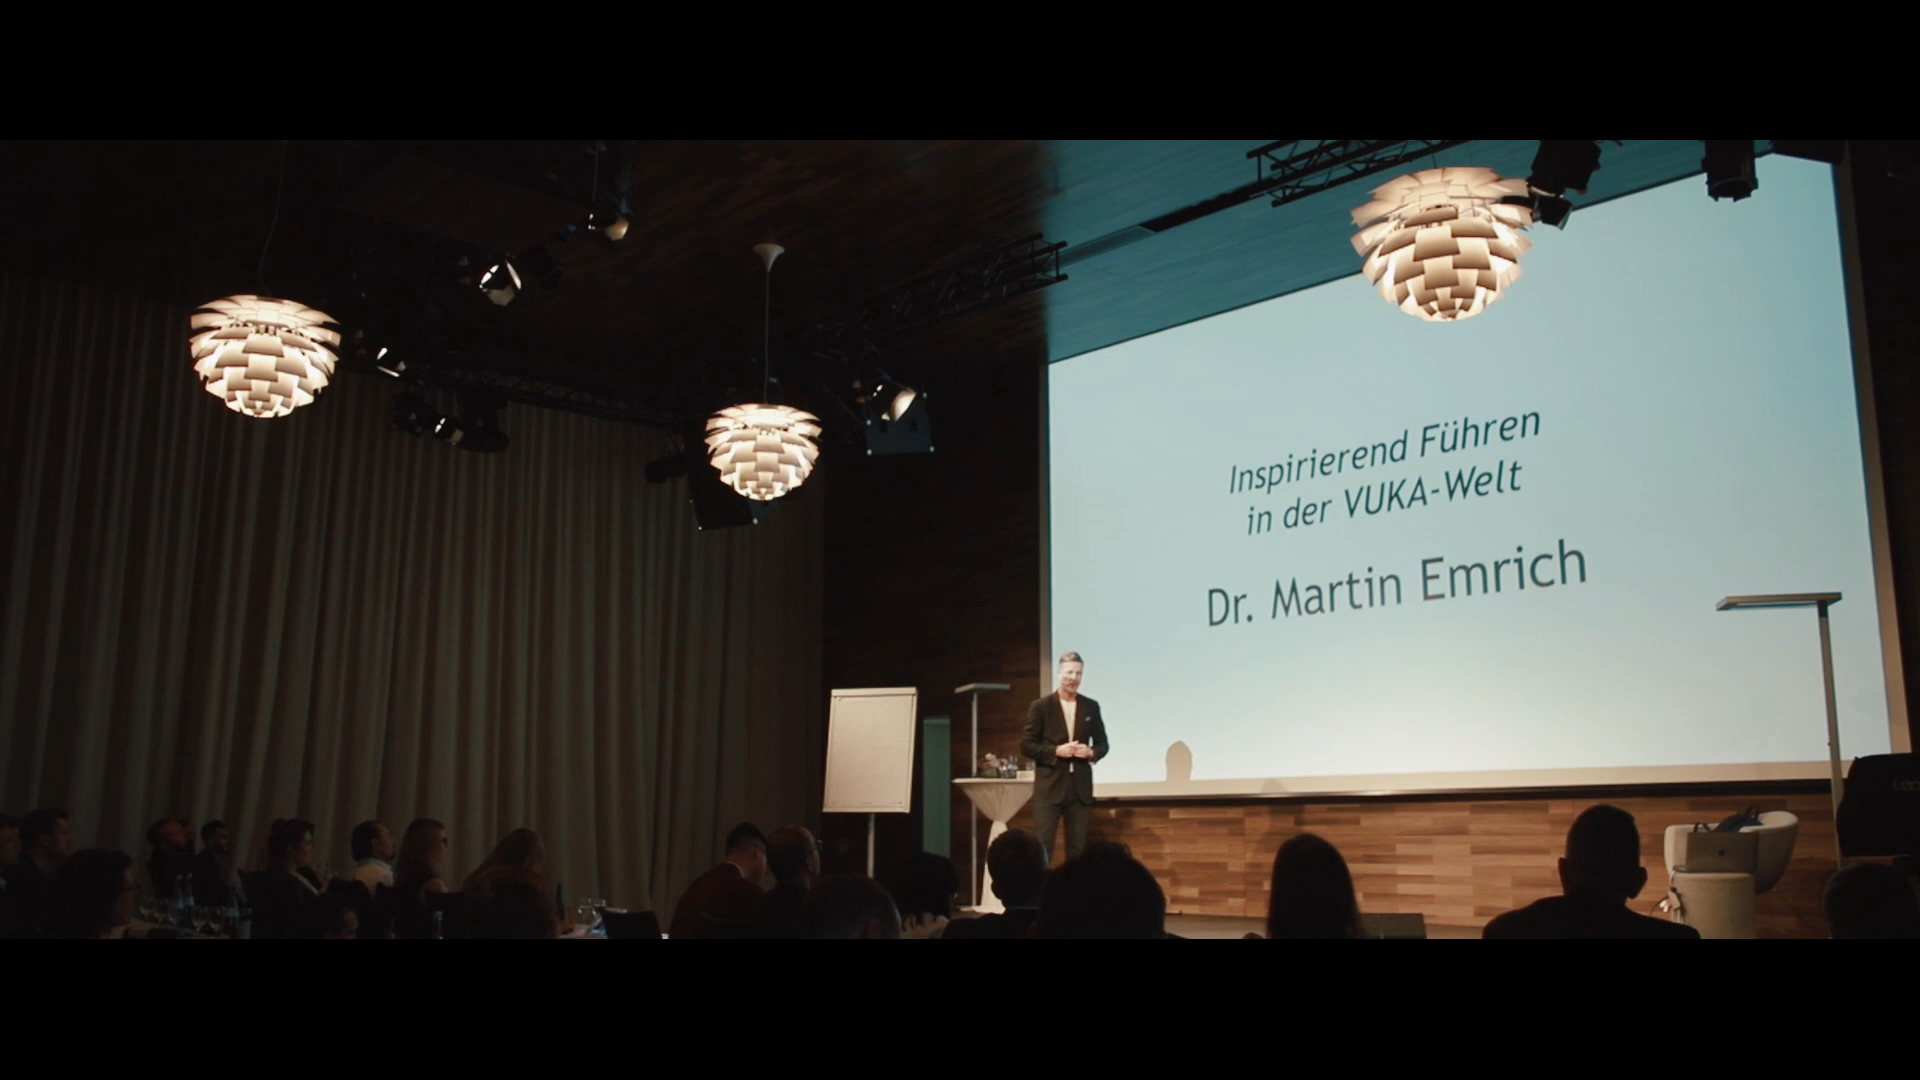 Inspirierend Führen
in der VUKA-Welt
Dr. Martin Emrich